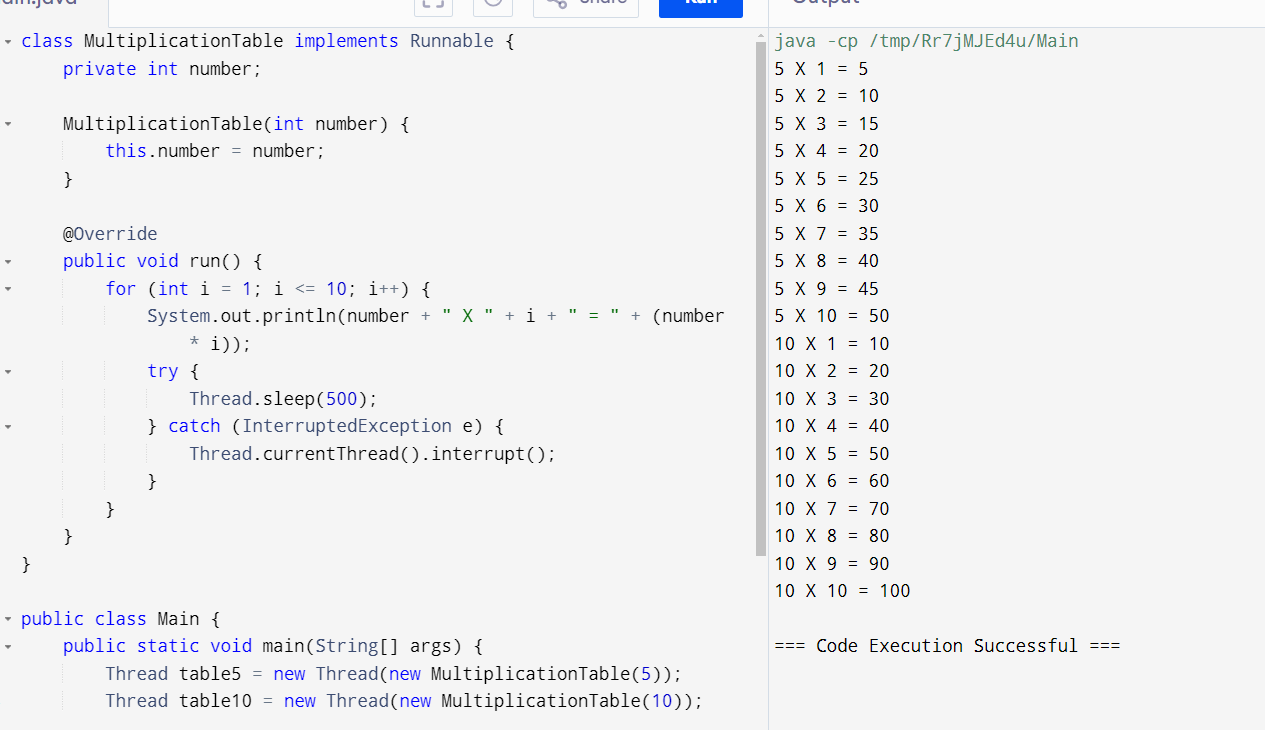 class MultiplicationTable implements Runnable {
    private int number;

    MultiplicationTable(int number) {
        this.number = number;
    }

    @Override
    public void run() {
        for (int i = 1; i <= 10; i++) {
            System.out.println(number + " X " + i + " = " + (number
                * i));
            try {
                Thread.sleep(500);
            } catch (InterruptedException e) {
                Thread.currentThread().interrupt();
            }
        }
    }
}

public class Main {
    public static void main(String[] args) {
        Thread table5 = new Thread(new MultiplicationTable(5));
        Thread table10 = new Thread(new MultiplicationTable(10));
java -cp /tmp/Rr7jMJEd4u/Main
5 X 1 = 5
5 X 2 = 10
5 X 3 = 15
5 X 4 = 20
5 X 5 = 25
5 X 6 = 30
5 X 7 = 35
5 X 8 = 40
5 X 9 = 45
5 X 10 = 50
10 X 1 = 10
10 X 2 = 20
10 X 3 = 30
10 X 4 = 40
10 X 5 = 50
10 X 6 = 60
10 X 7 = 70
10 X 8 = 80
10 X 9 = 90
10 X 10 = 100

=== Code Execution Successful ===